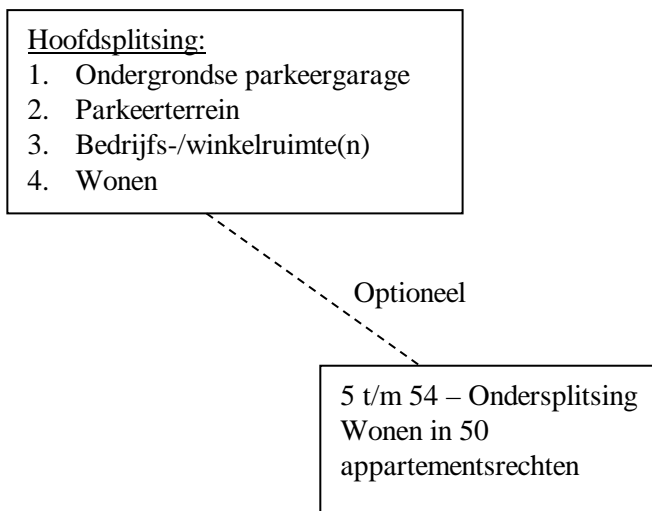 Hoofdsplitsing:
1. Ondergrondse parkeergarage
2. Parkeerterrein
3. Bedrijfs-/winkelruimte(n)
4. Wonen
Optioneel
5 t/m 54 – Ondersplitsing
Wonen in 50
appartementsrechten